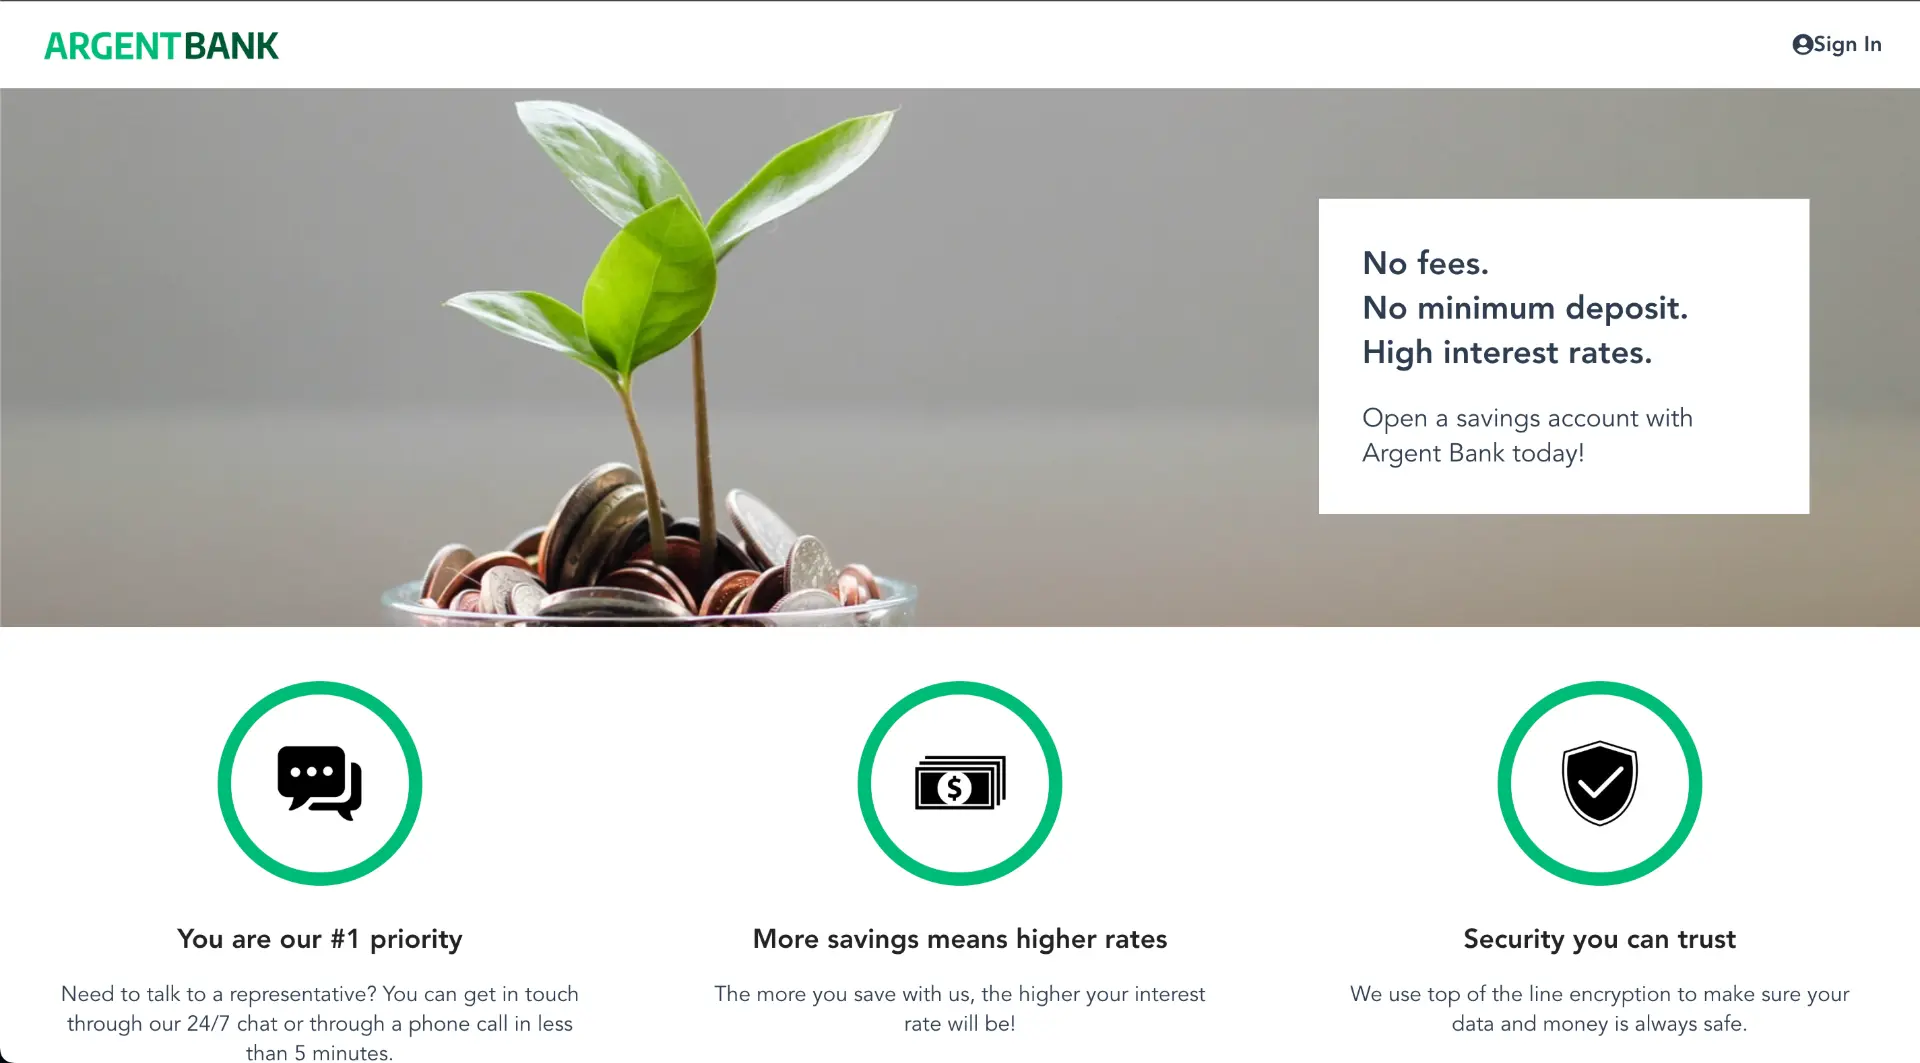 ARGENTBANK
Sign In
No fees.
No minimum deposit.
High interest rates.
Open a savings account with
Argent Bank today!
You are our #1 priority
Need to talk to a representative? You can get in touch
through our 24/7 chat or through a phone call in less
than 5 minutes.
$
More savings means higher rates
The more you save with us, the higher your interest
rate will be!
Security you can trust
We use top of the line encryption to make sure your
data and money is always safe.